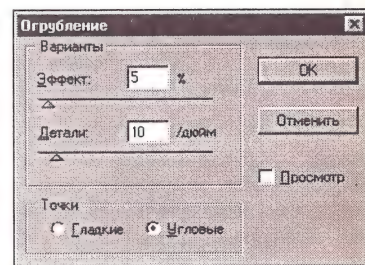 Огрубление
Варианты
Эффект: 5 %
OK
Детали: 10 /дюйм
Отменить
Просмотр
Точки
Гладкие Угловые